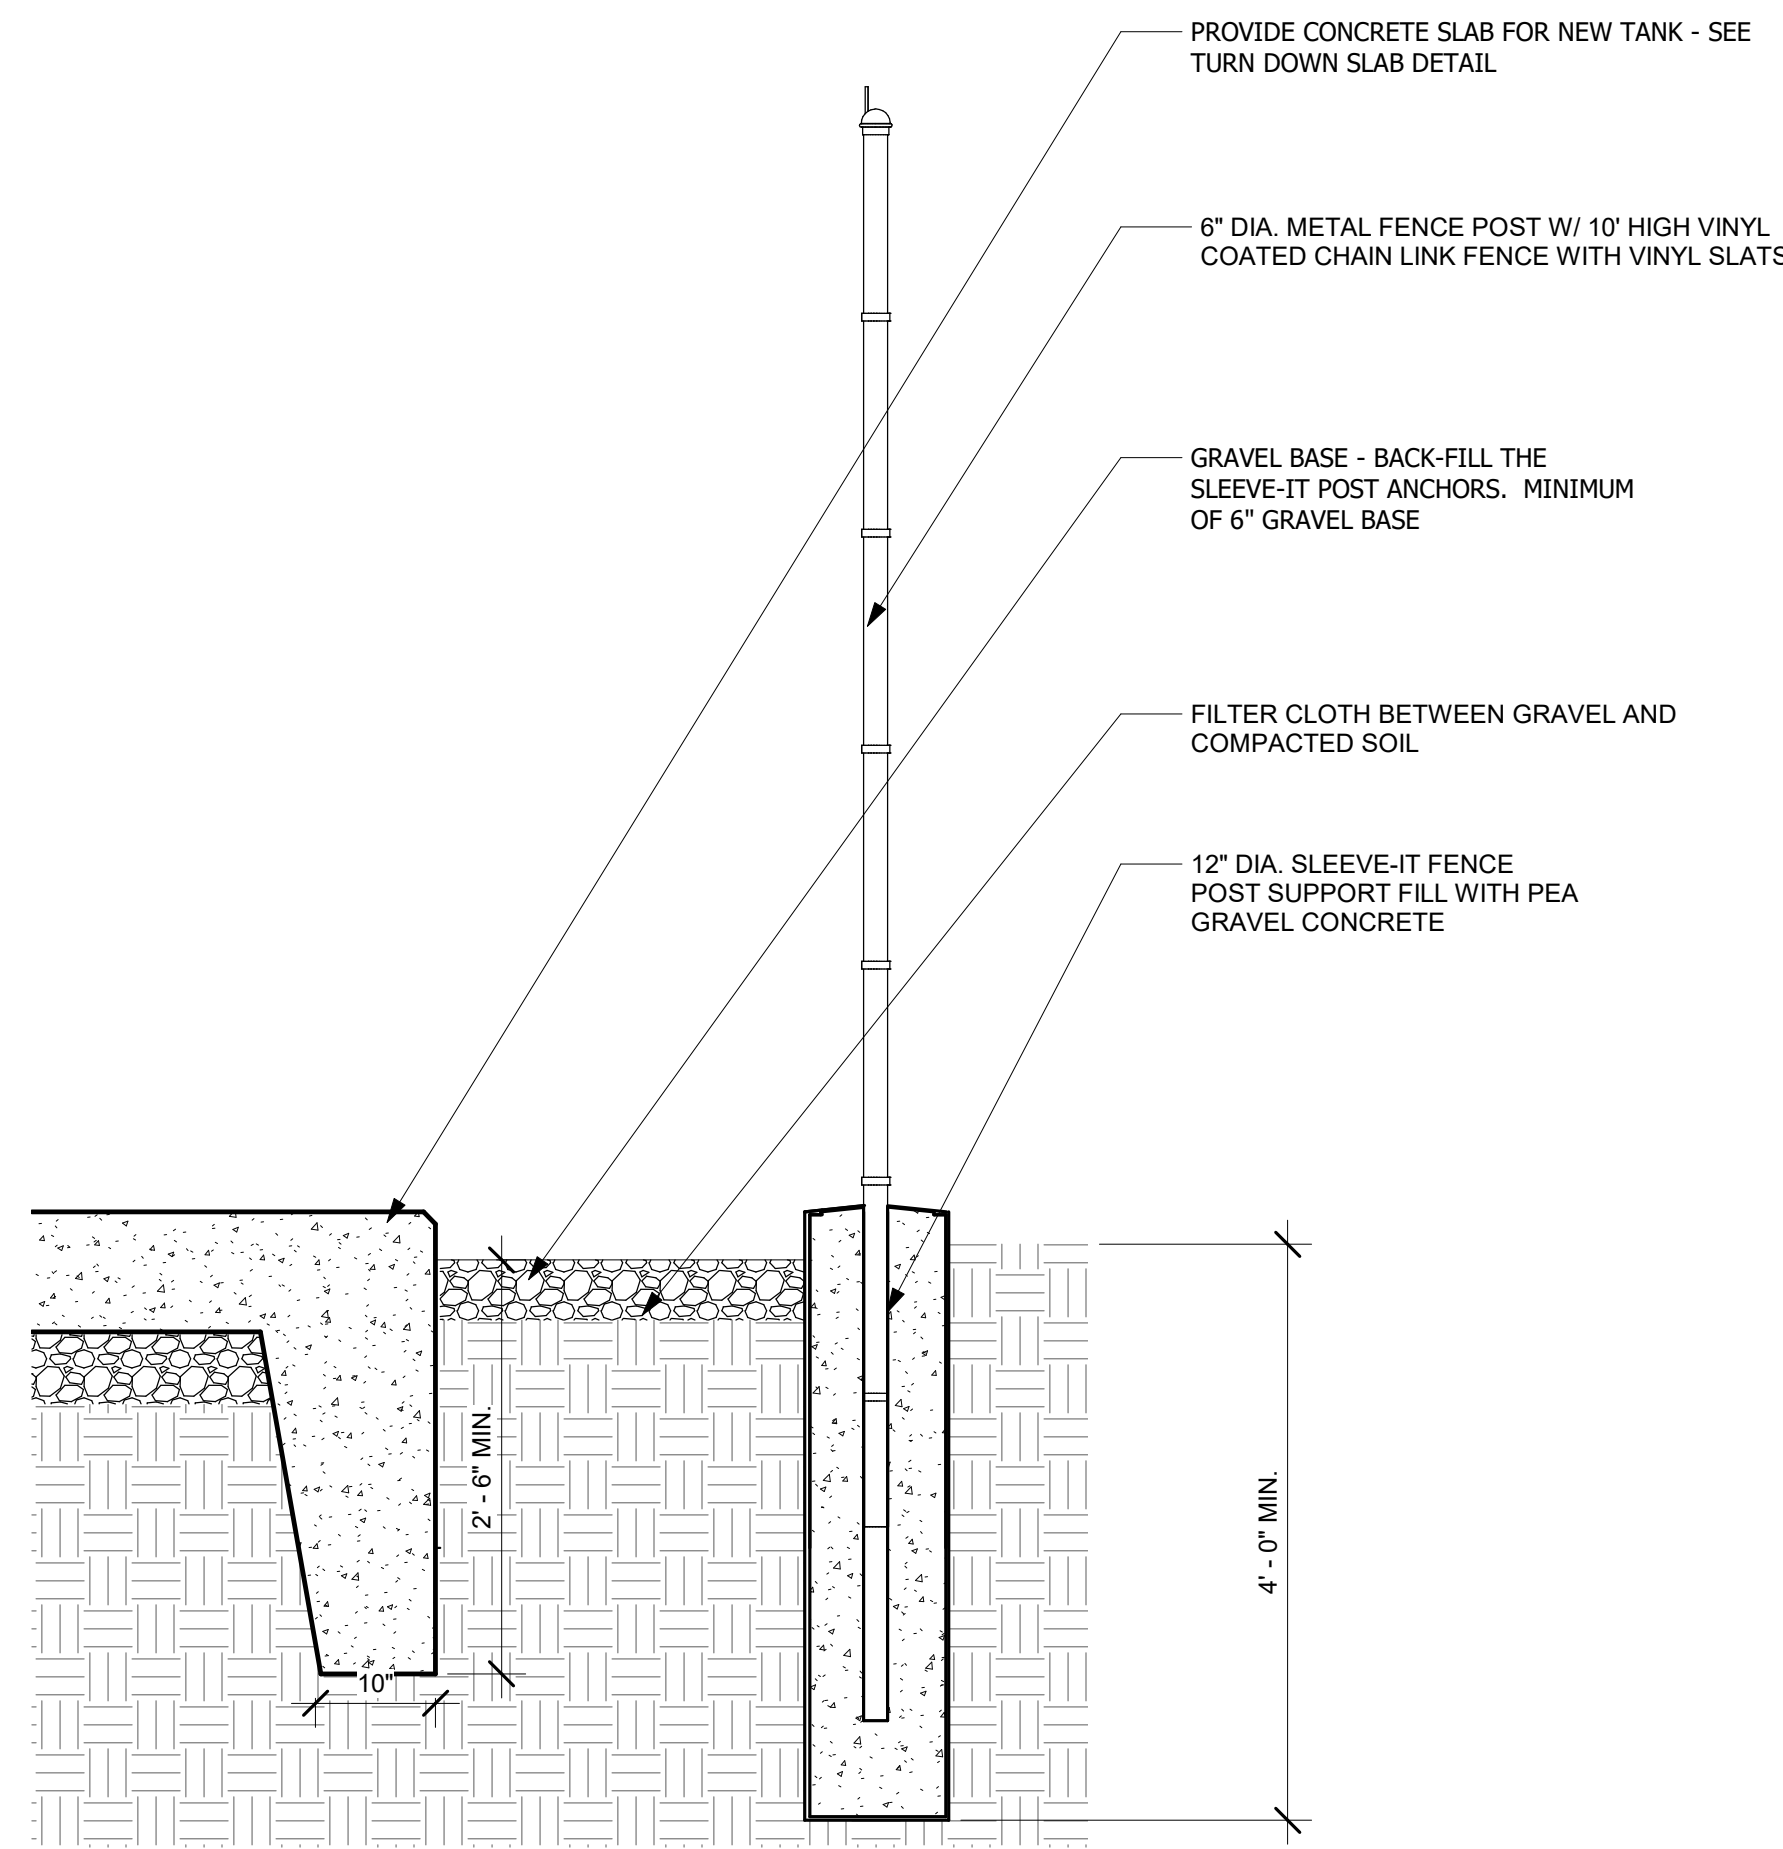 PROVIDE CONCRETE SLAB FOR NEW TANK - SEE
TURN DOWN SLAB DETAIL
6" DIA. METAL FENCE POST W/ 10' HIGH VINYL
COATED CHAIN LINK FENCE WITH VINYL SLATS
GRAVEL BASE - BACK-FILL THE
SLEEVE-IT POST ANCHORS. MINIMUM
OF 6" GRAVEL BASE
FILTER CLOTH BETWEEN GRAVEL AND
COMPACTED SOIL
12" DIA. SLEEVE-IT FENCE
POST SUPPORT FILL WITH PEA
GRAVEL CONCRETE
2' - 6" MIN.
4' - 0" MIN.
10"